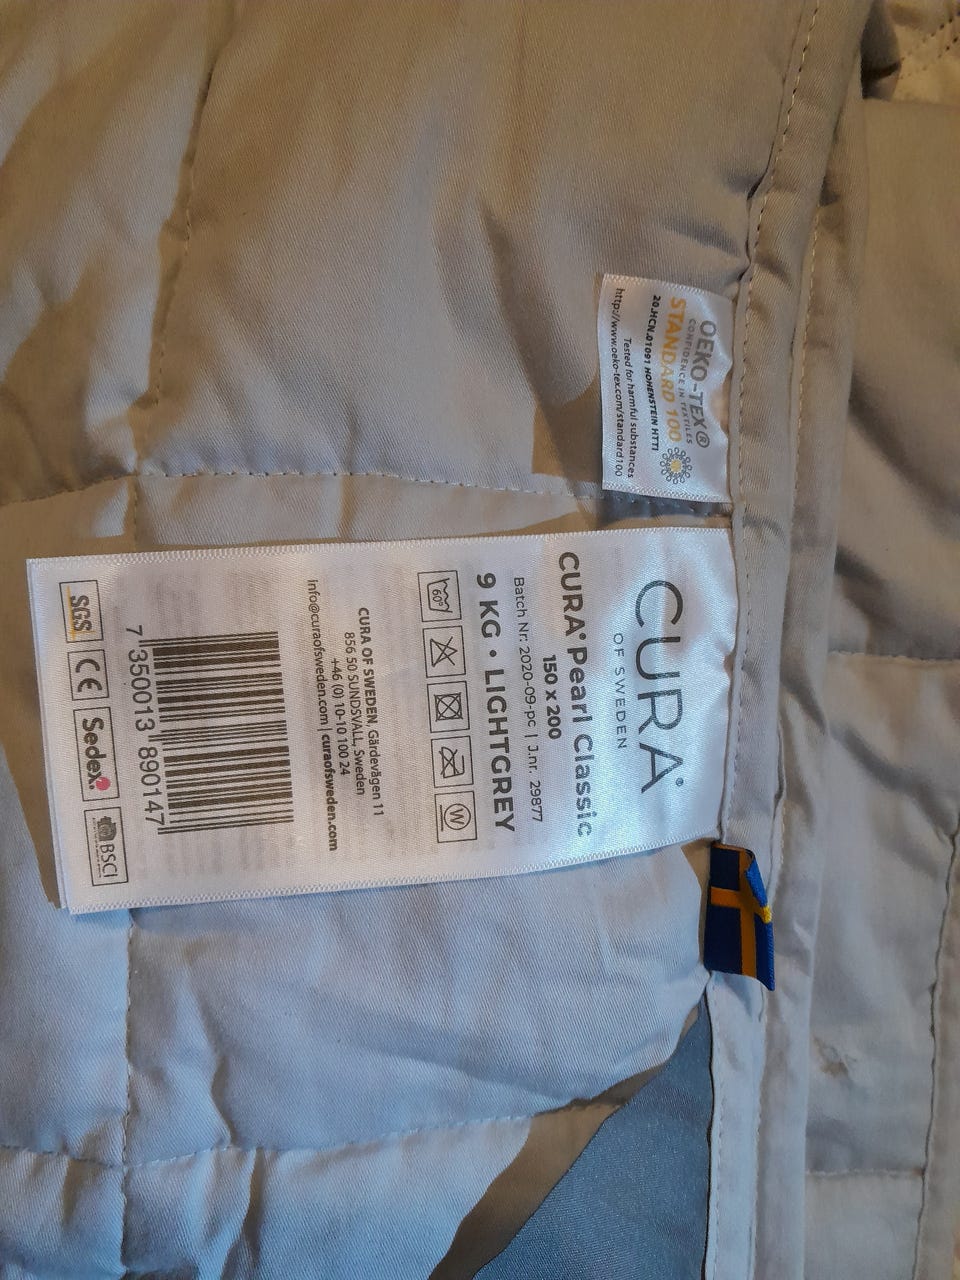 OEKO-TEX®
CONFIDENCE IN TEXTILES
STANDARD 100
20.HCN.01091 HOHENSTEIN HTTI
Tested for harmful substances
http://www.oeko-tex.com/standard100
CURA®
OF SWEDEN
CURA® Pearl Classic
150 x 200
Batch Nr: 2020-09-pc | J.nr. 29877
9 KG • LIGHTGREY
60°
W
CURA OF SWEDEN, Gärdevägen 11
856 50 SUNDSVALL, Sweden
+46 (0) 10-10 100 24
Info@curaofsweden.com | curaofsweden.com
7 350013 890147
SGS CE Sedex BSCI